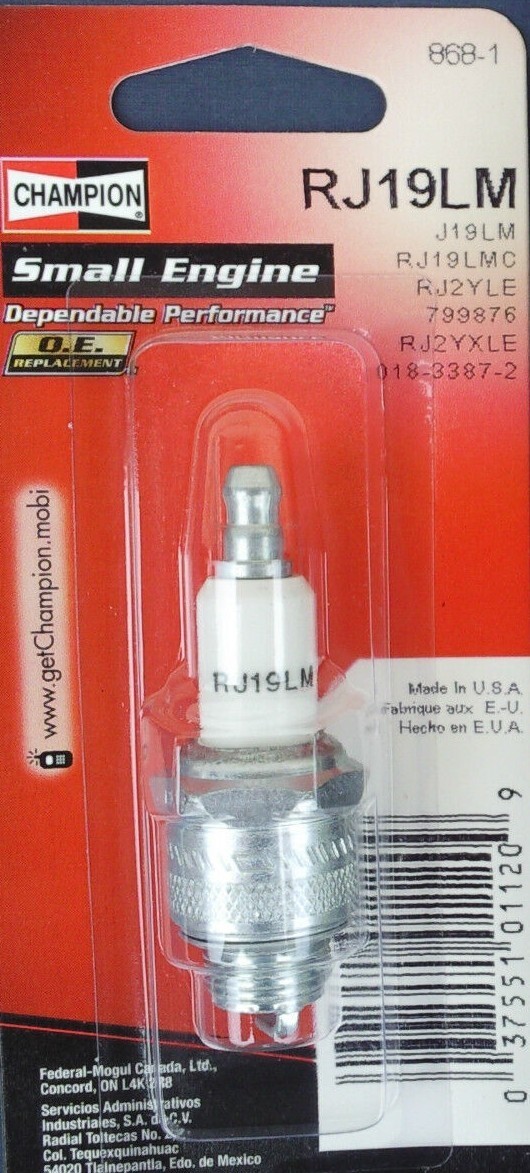 868-1
CHAMPION®
RJ19LM
J19LM
RJ19LMC
RJ2YLE
799876
RJ2YXLE
018-3387-2
Small Engine
Dependable Performance™
O.E.
REPLACEMENT
www.getChampion.mobi
RJ19LM
Made In U.S.A.
Fabrique aux E.-U.
Hecho en E.U.A.
0 37551 01120 9
Federal-Mogul Canada, Ltd.,
Concord, ON L4K
Servicios Administrativos
Industriales, S.A. de C.V.
Radial Toltecas No.
Col. Tequexquinahuac
54020 Tlalnepantla, Edo. de Mexico